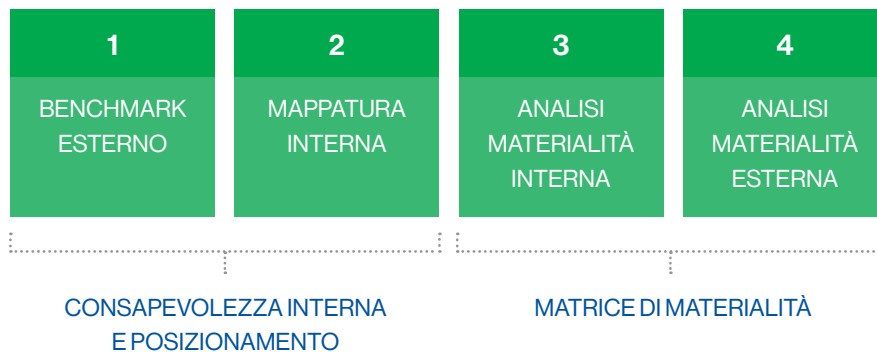 1
BENCHMARK
ESTERNO
2
MAPPATURA
INTERNA
3
ANALISI
MATERIALITÀ
INTERNA
4
ANALISI
MATERIALITÀ
ESTERNA
CONSAPEVOLEZZA INTERNA
E POSIZIONAMENTO
MATRICE DI MATERIALITÀ